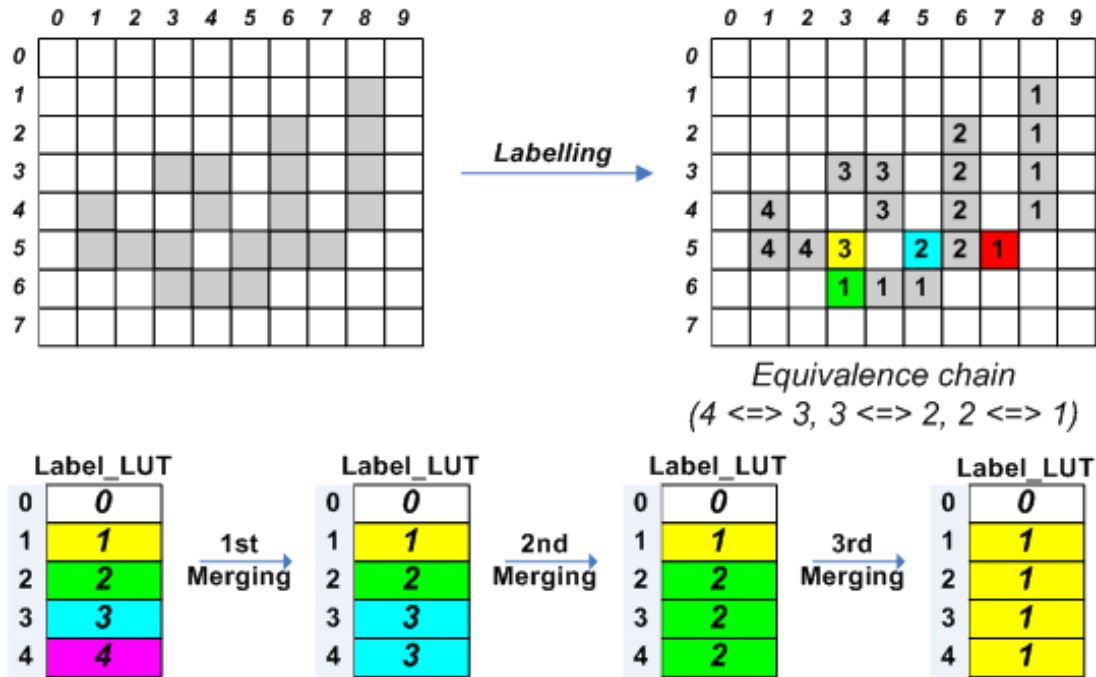 0 1 2 3 4 5 6 7 8 9 0 1 2 3 4 5 6 7 8 9
0 0
1 1 1
2 2 2 1
3 Labelling 3 3 3 2 1
4 4 4 3 2 1
5 5 4 4 3 2 2 1
6 6 1 1 1
7 7
Equivalence chain
(4 <=> 3, 3 <=> 2, 2 <=> 1)
Label_LUT Label_LUT Label_LUT Label_LUT
0 0 0 0 0 0 0 0
1 1 1st 1 1 2nd 1 1 3rd 1 1
2 2 Merging 2 2 Merging 2 2 Merging 2 1
3 3 3 3 3 2 3 1
4 4 4 3 4 2 4 1